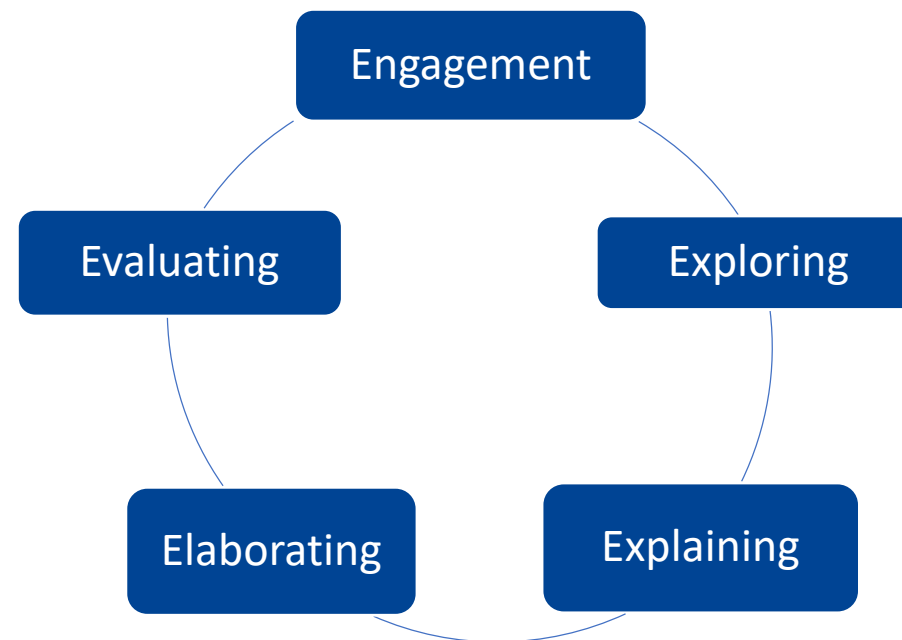 Engagement
Exploring
Explaining
Elaborating
Evaluating